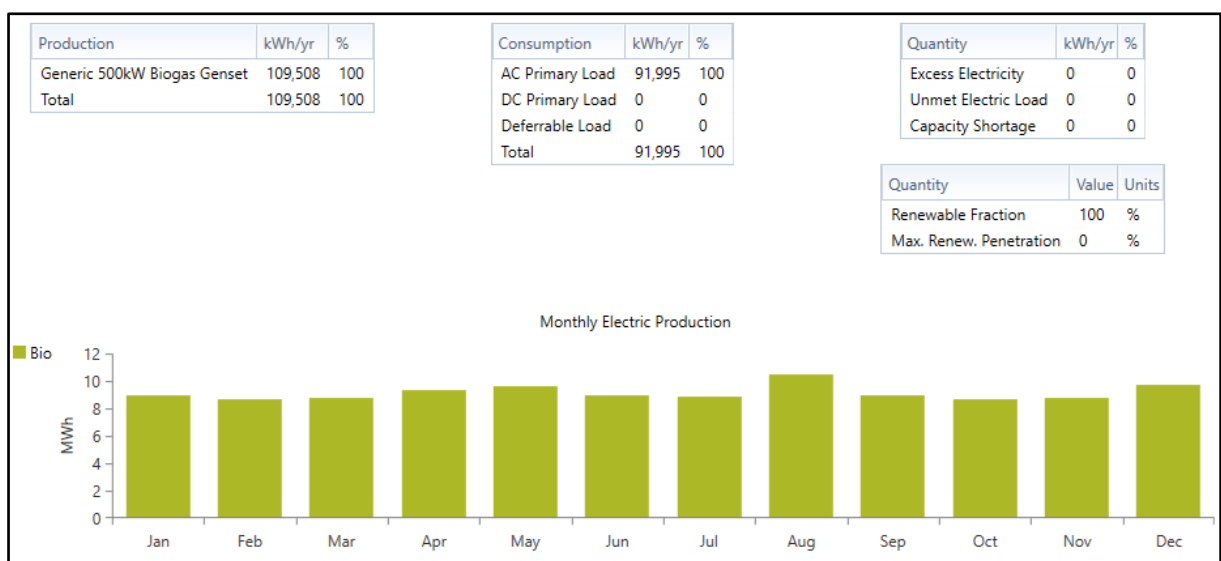 Production kWh/yr %
Generic 500kW Biogas Genset 109,508 100
Total 109,508 100
Consumption kWh/yr %
AC Primary Load 91,995 100
DC Primary Load 0 0
Deferrable Load 0 0
Total 91,995 100
Quantity kWh/yr %
Excess Electricity 0 0
Unmet Electric Load 0 0
Capacity Shortage 0 0
Quantity Value Units
Renewable Fraction 100 %
Max. Renew. Penetration 0 %
Monthly Electric Production
Bio
MWh
12
10
8
6
4
2
0
Jan Feb Mar Apr May Jun Jul Aug Sep Oct Nov Dec